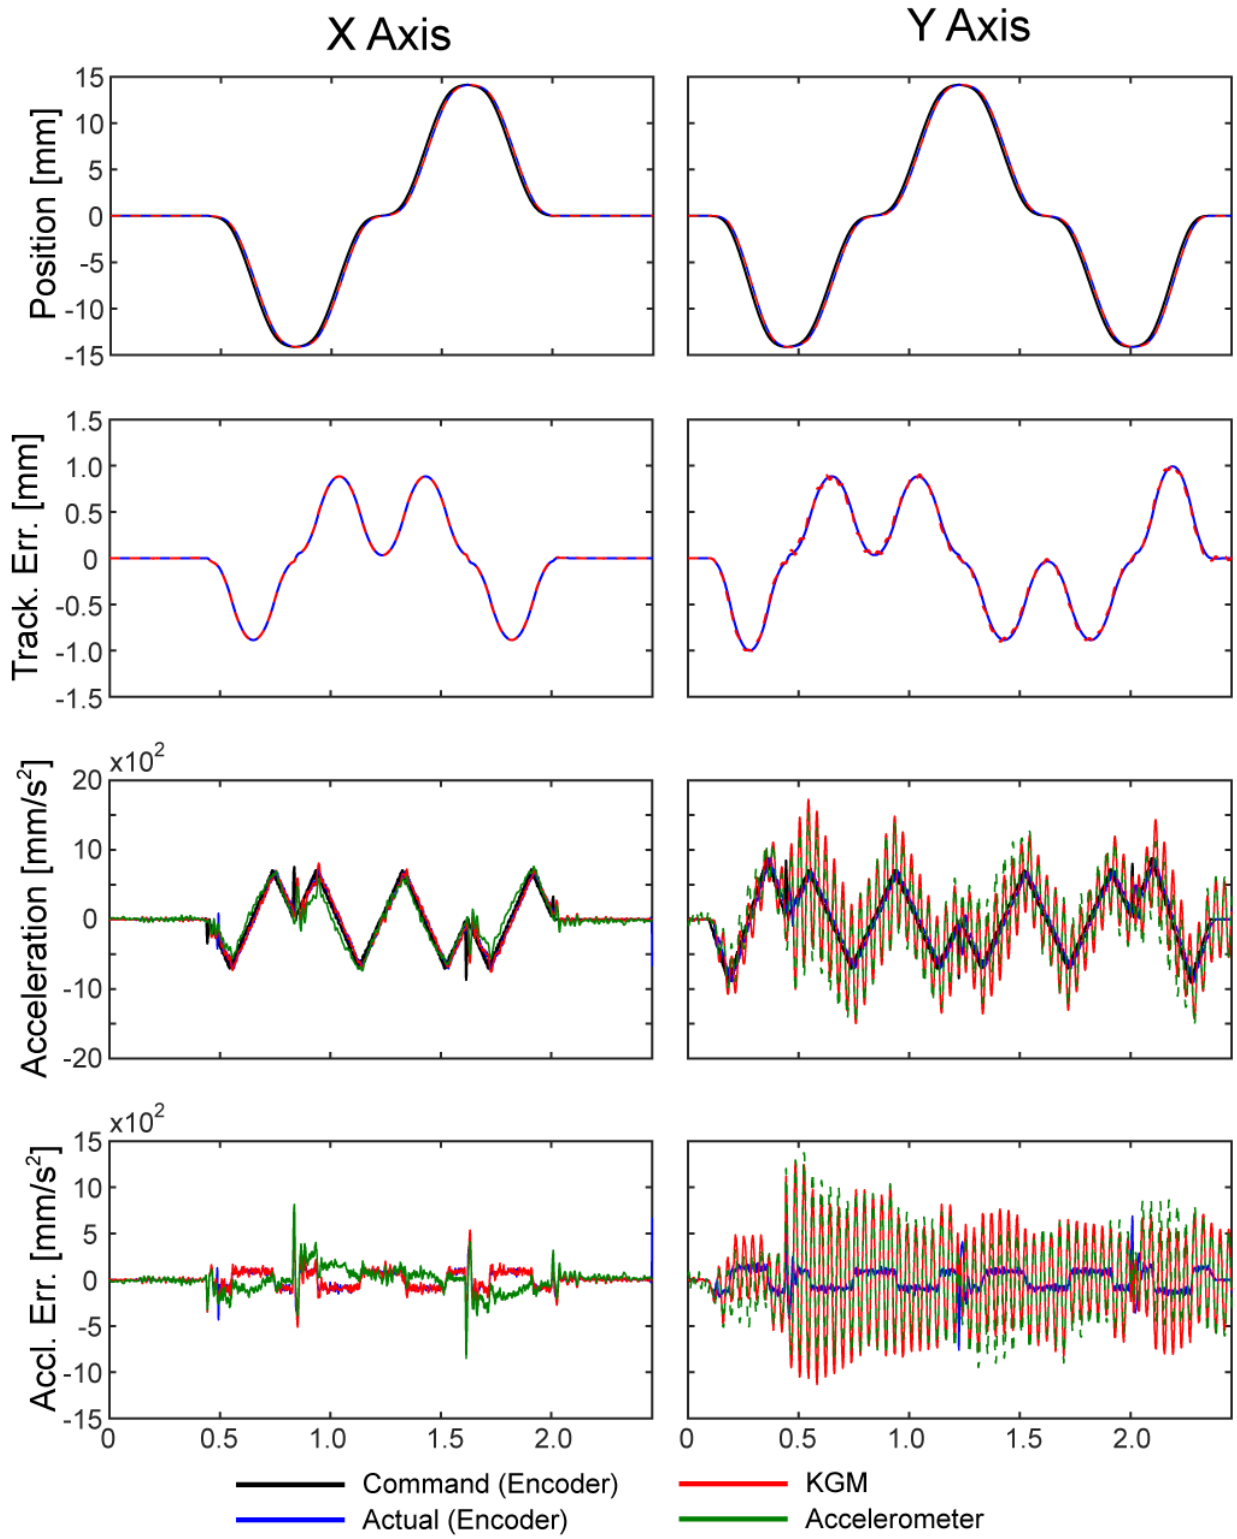 X Axis
Y Axis
Position [mm]
15
10
5
0
-5
-10
-15
Track. Err. [mm]
1.5
1.0
0.5
0
-0.5
-1.0
-1.5
Acceleration [mm/s²]
x10²
20
10
0
-10
-20
Accl. Err. [mm/s²]
x10²
15
10
5
0
-5
-10
-15
0 0.5 1.0 1.5 2.0
0 0.5 1.0 1.5 2.0
Command (Encoder)
KGM
Actual (Encoder)
Accelerometer